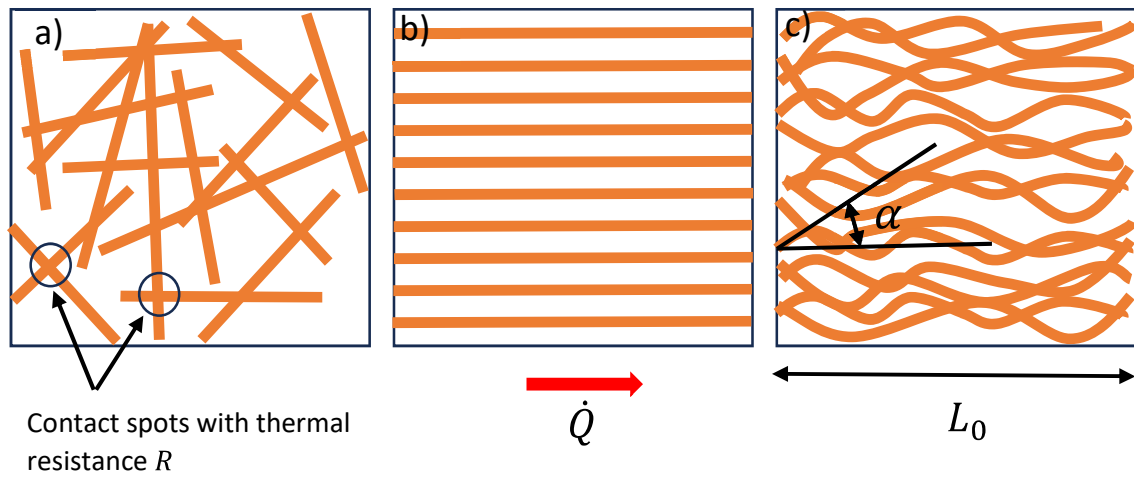 a)
b)
c)
α
Contact spots with thermal
resistance R
Q̇
L₀